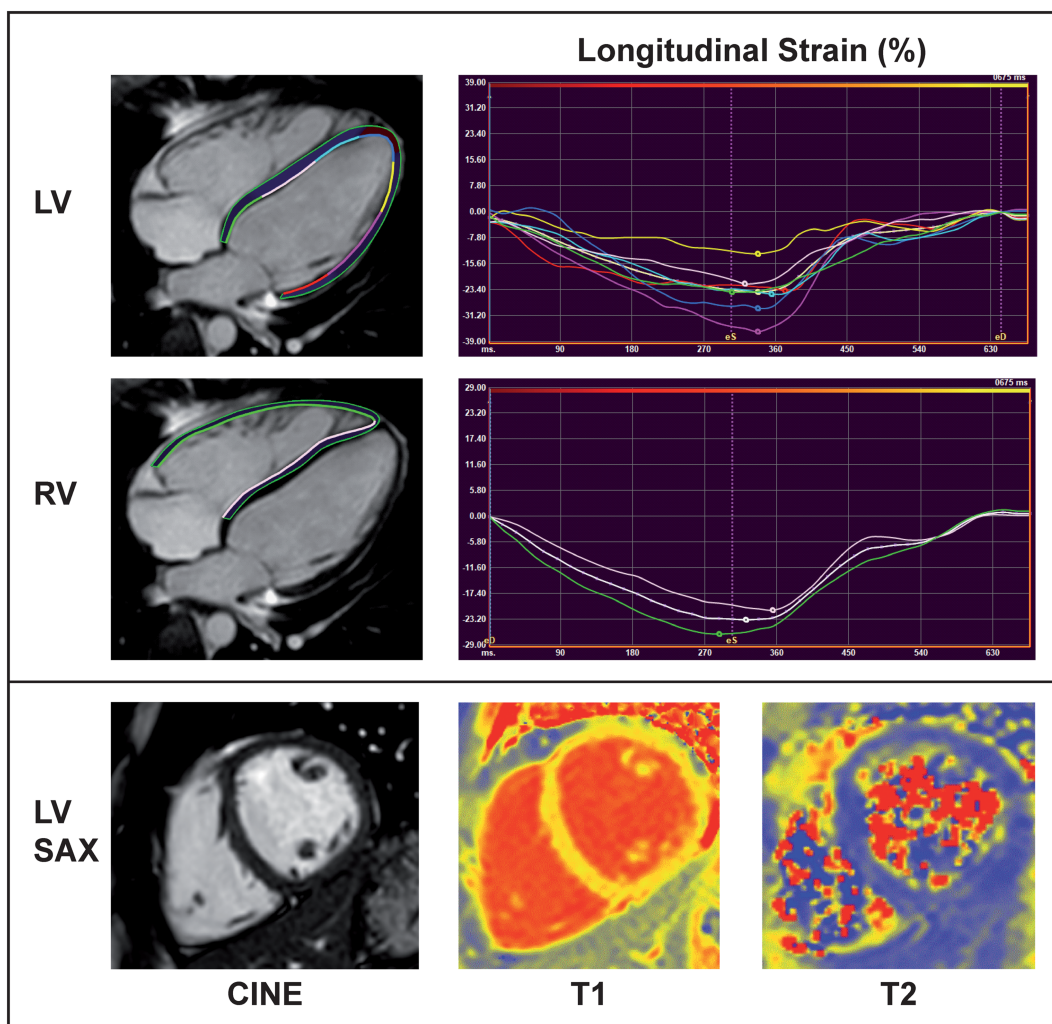 Longitudinal Strain (%)
LV
0675 ms
39.00
31.20
23.40
15.60
7.80
0.00
-7.80
-15.60
-23.40
-31.20
-39.00
eS
eD
ms. 90 180 270 360 450 540 630
RV
0675 ms
29.00
23.20
17.40
11.60
5.80
0.00
-5.80
-11.60
-17.40
-23.20
-29.00
eD
eS
ms. 90 180 270 360 450 540 630
LV
SAX
CINE
T1
T2